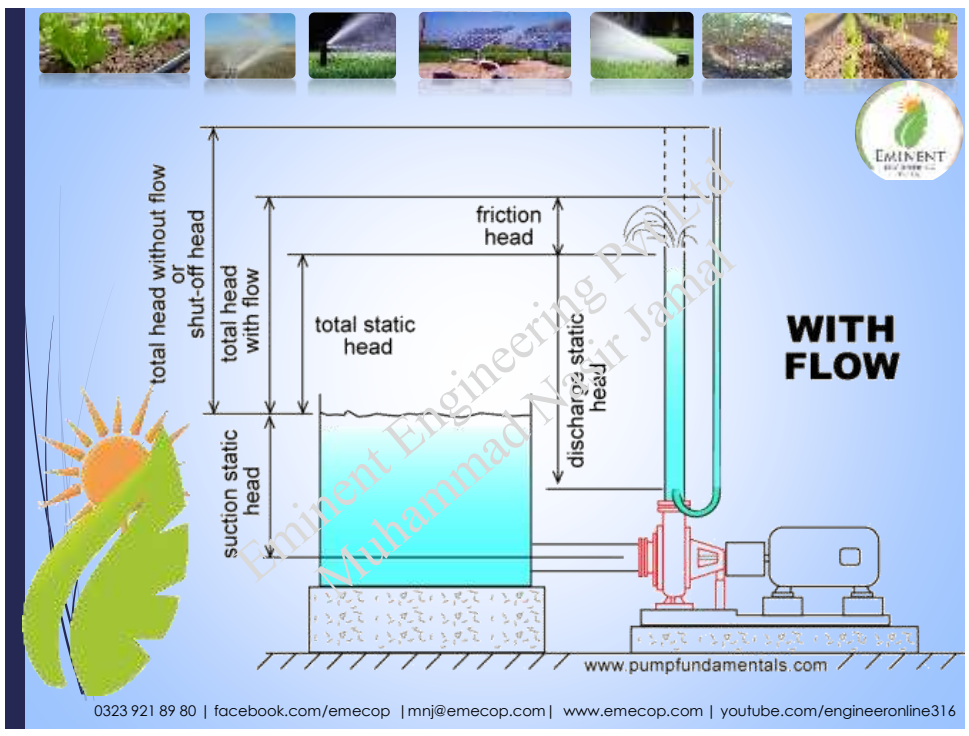 EMINENT
total head without flow
or
shut-off head
total head
with flow
friction
head
total static
head
discharge static
head
suction static
head
WITH
FLOW
Eminent Engineering Pvt Ltd
Muhammad Nasir Jamal
www.pumpfundamentals.com
0323 921 89 80 | facebook.com/emecop |mnj@emecop.com| www.emecop.com | youtube.com/engineeronline316